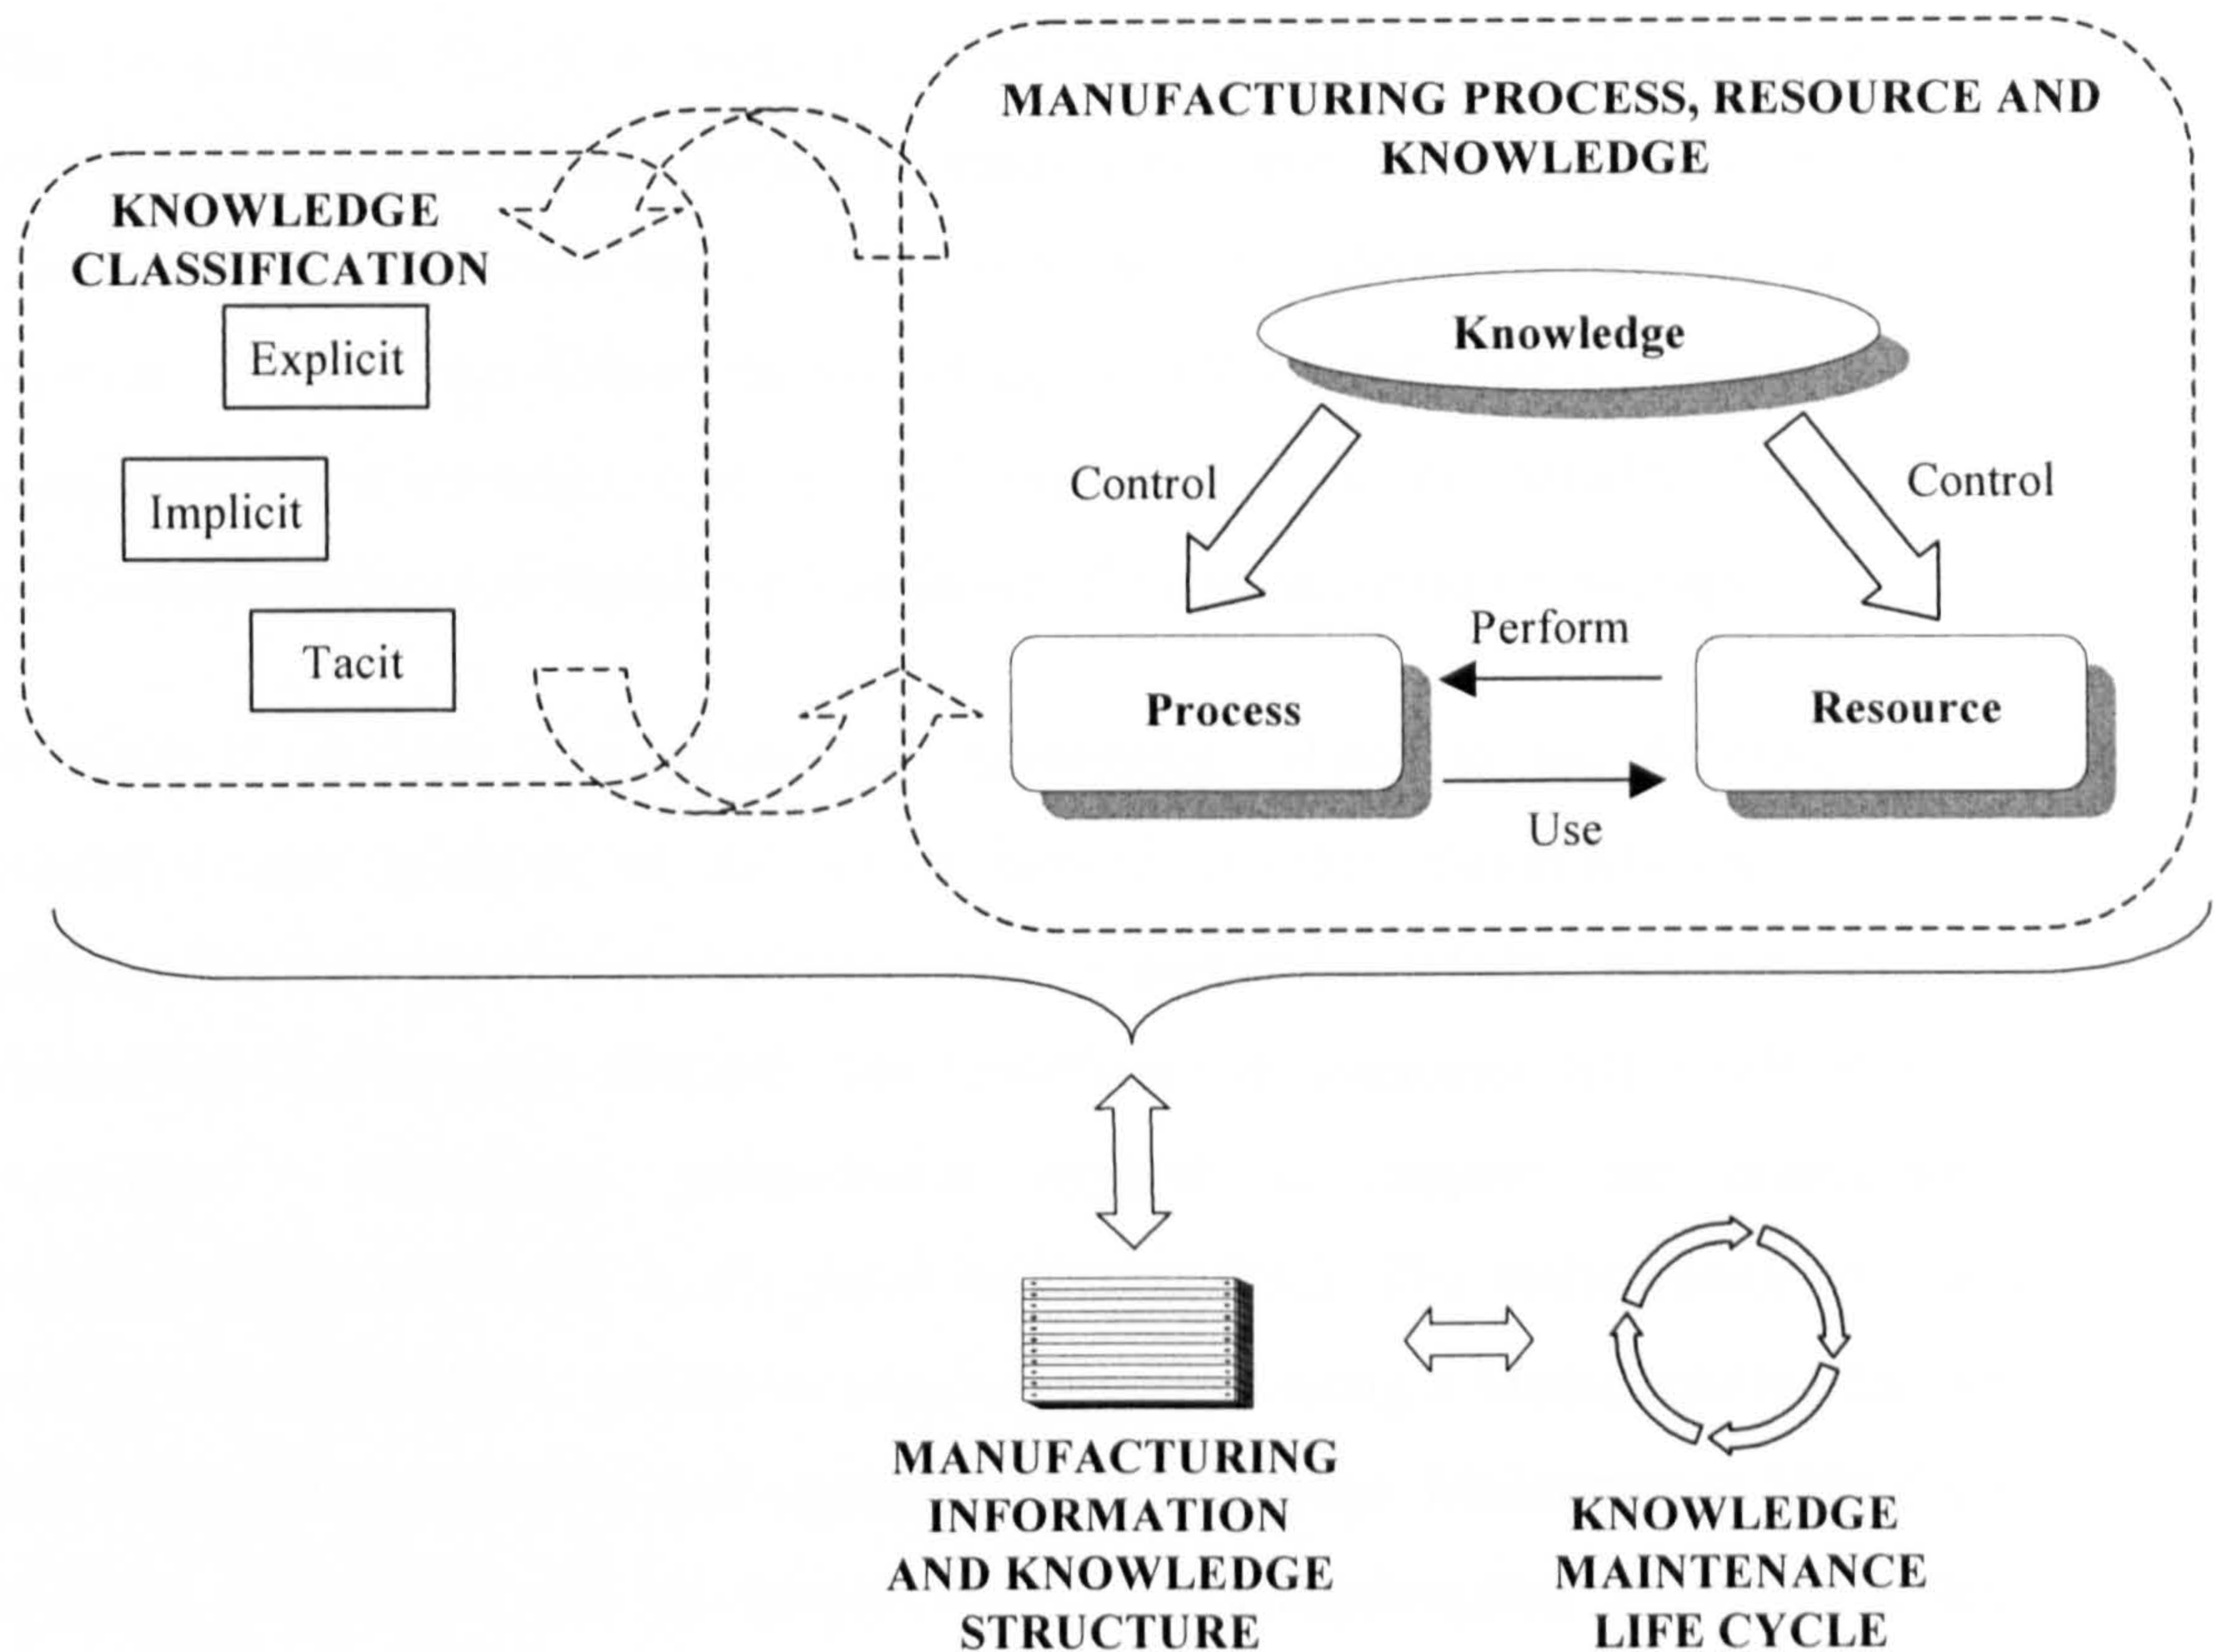 MANUFACTURING PROCESS, RESOURCE AND
KNOWLEDGE
KNOWLEDGE
CLASSIFICATION
Explicit
Implicit
Tacit
Knowledge
Control
Control
Perform
Process
Resource
Use
MANUFACTURING
INFORMATION
AND KNOWLEDGE
STRUCTURE
KNOWLEDGE
MAINTENANCE
LIFE CYCLE